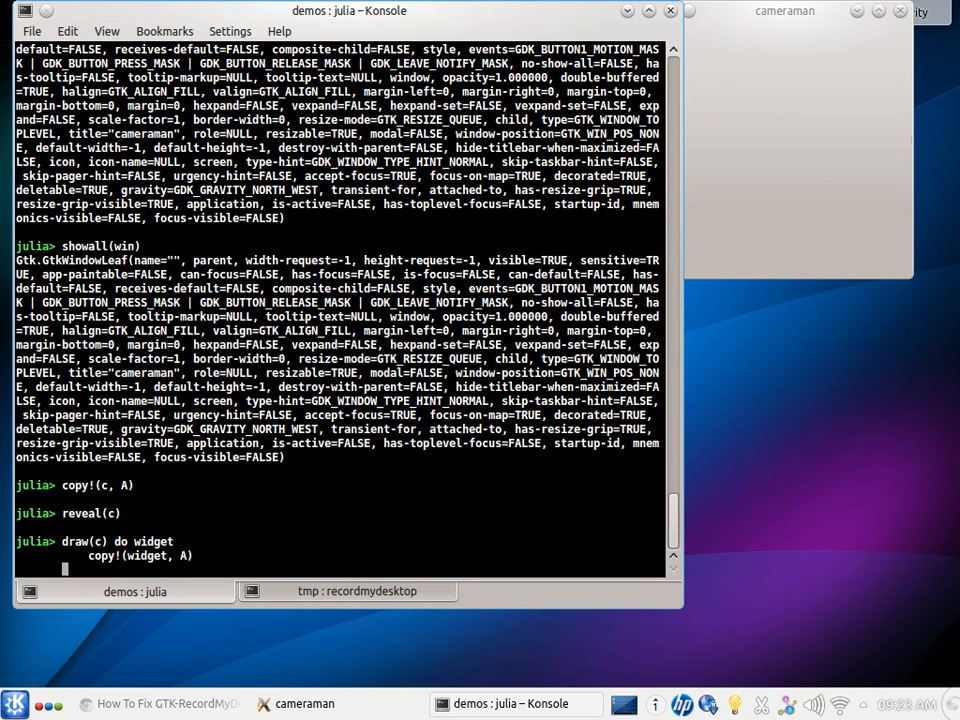 demos : julia – Konsole
cameraman
ity
File Edit View Bookmarks Settings Help
default=FALSE, receives-default=FALSE, composite-child=FALSE, style, events=GDK_BUTTON1_MOTION_MAS
K | GDK_BUTTON_PRESS_MASK | GDK_BUTTON_RELEASE_MASK | GDK_LEAVE_NOTIFY_MASK, no-show-all=FALSE, ha
s-tooltip=FALSE, tooltip-markup=NULL, tooltip-text=NULL, window, opacity=1.000000, double-buffered
=TRUE, halign=GTK_ALIGN_FILL, valign=GTK_ALIGN_FILL, margin-left=0, margin-right=0, margin-top=0,
margin-bottom=0, margin=0, hexpand=FALSE, vexpand=FALSE, hexpand-set=FALSE, vexpand-set=FALSE, exp
and=FALSE, scale-factor=1, border-width=0, resize-mode=GTK_RESIZE_QUEUE, child, type=GTK_WINDOW_TO
PLEVEL, title="cameraman", role=NULL, resizable=TRUE, modal=FALSE, window-position=GTK_WIN_POS_NON
E, default-width=-1, default-height=-1, destroy-with-parent=FALSE, hide-titlebar-when-maximized=FA
LSE, icon, icon-name=NULL, screen, type-hint=GDK_WINDOW_TYPE_HINT_NORMAL, skip-taskbar-hint=FALSE,
skip-pager-hint=FALSE, urgency-hint=FALSE, accept-focus=TRUE, focus-on-map=TRUE, decorated=TRUE,
deletable=TRUE, gravity=GDK_GRAVITY_NORTH_WEST, transient-for, attached-to, has-resize-grip=TRUE,
resize-grip-visible=TRUE, application, is-active=FALSE, has-toplevel-focus=FALSE, startup-id, mnem
onics-visible=FALSE, focus-visible=FALSE)
julia> showall(win)
Gtk.GtkWindowLeaf(name="", parent, width-request=-1, height-request=-1, visible=TRUE, sensitive=TR
UE, app-paintable=FALSE, can-focus=FALSE, has-focus=FALSE, is-focus=FALSE, can-default=FALSE, has-
default=FALSE, receives-default=FALSE, composite-child=FALSE, style, events=GDK_BUTTON1_MOTION_MAS
K | GDK_BUTTON_PRESS_MASK | GDK_BUTTON_RELEASE_MASK | GDK_LEAVE_NOTIFY_MASK, no-show-all=FALSE, ha
s-tooltip=FALSE, tooltip-markup=NULL, tooltip-text=NULL, window, opacity=1.000000, double-buffered
=TRUE, halign=GTK_ALIGN_FILL, valign=GTK_ALIGN_FILL, margin-left=0, margin-right=0, margin-top=0,
margin-bottom=0, margin=0, hexpand=FALSE, vexpand=FALSE, hexpand-set=FALSE, vexpand-set=FALSE, exp
and=FALSE, scale-factor=1, border-width=0, resize-mode=GTK_RESIZE_QUEUE, child, type=GTK_WINDOW_TO
PLEVEL, title="cameraman", role=NULL, resizable=TRUE, modal=FALSE, window-position=GTK_WIN_POS_NON
E, default-width=-1, default-height=-1, destroy-with-parent=FALSE, hide-titlebar-when-maximized=FA
LSE, icon, icon-name=NULL, screen, type-hint=GDK_WINDOW_TYPE_HINT_NORMAL, skip-taskbar-hint=FALSE,
skip-pager-hint=FALSE, urgency-hint=FALSE, accept-focus=TRUE, focus-on-map=TRUE, decorated=TRUE,
deletable=TRUE, gravity=GDK_GRAVITY_NORTH_WEST, transient-for, attached-to, has-resize-grip=TRUE,
resize-grip-visible=TRUE, application, is-active=FALSE, has-toplevel-focus=FALSE, startup-id, mnem
onics-visible=FALSE, focus-visible=FALSE)
julia> copy!(c, A)
julia> reveal(c)
julia> draw(c) do widget
copy!(widget, A)
demos : julia
tmp : recordmydesktop
How To Fix GTK-RecordMyD
cameraman
demos : julia – Konsole
09:23 AM